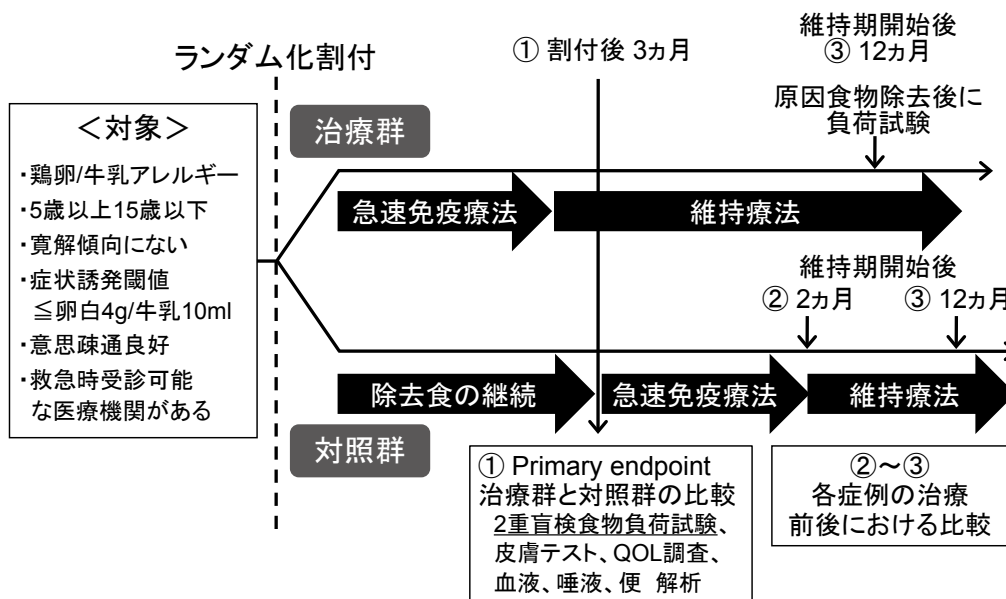 ランダム化割付
① 割付後 3ヵ月
維持期開始後
③ 12ヵ月
原因食物除去後に
負荷試験
＜対象＞
・鶏卵/牛乳アレルギー
・5歳以上15歳以下
・寛解傾向にない
・症状誘発閾値
≦卵白4g/牛乳10ml
・意思疎通良好
・救急時受診可能
な医療機関がある
治療群
急速免疫療法
維持療法
維持期開始後
② 2ヵ月
③ 12ヵ月
除去食の継続
急速免疫療法
維持療法
対照群
① Primary endpoint
治療群と対照群の比較
2重盲検食物負荷試験、
皮膚テスト、QOL調査、
血液、唾液、便 解析
②～③
各症例の治療
前後における比較